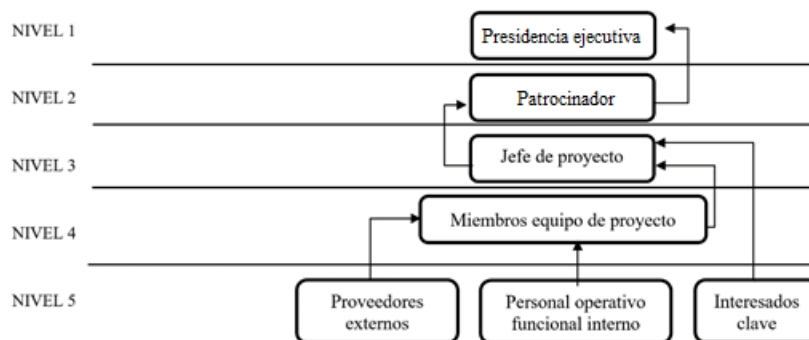 NIVEL 1
Presidencia ejecutiva
NIVEL 2
Patrocinador
NIVEL 3
Jefe de proyecto
NIVEL 4
Miembros equipo de proyecto
NIVEL 5
Proveedores
externos
Personal operativo
funcional interno
Interesados
clave